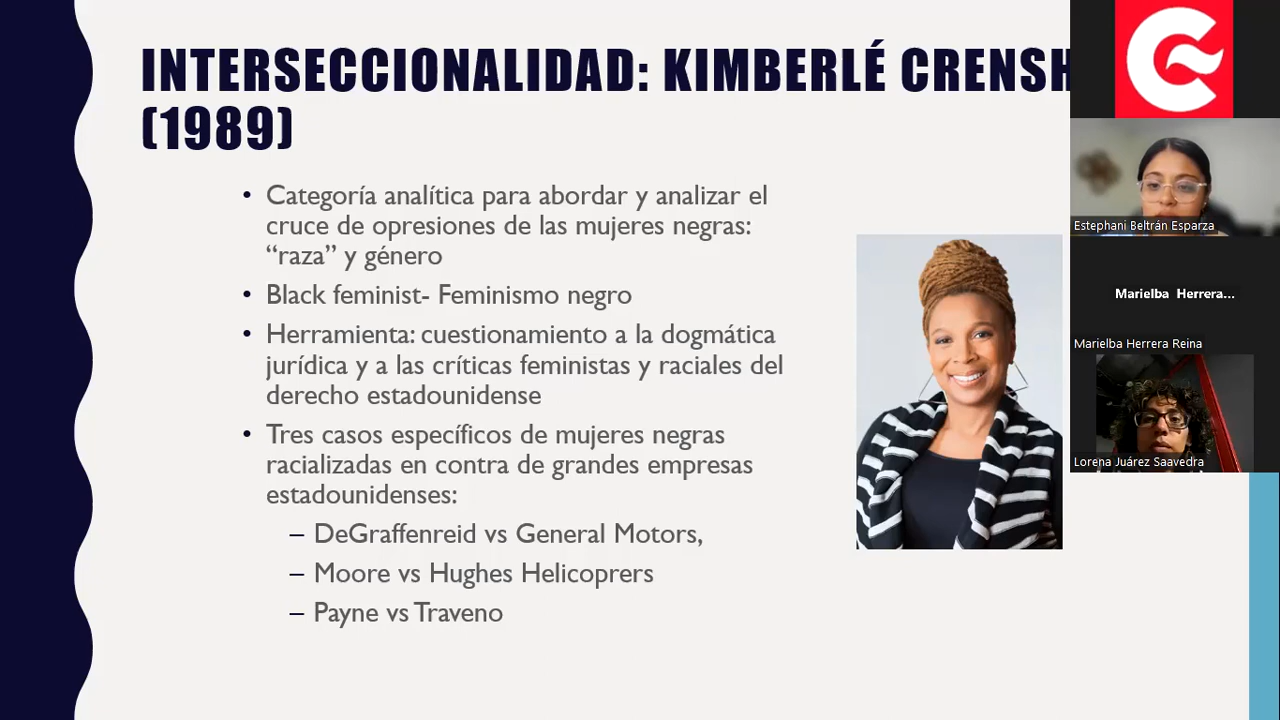 INTERSECCIONALIDAD: KIMBERLÉ CRENSH
(1989)
• Categoría analítica para abordar y analizar el
cruce de opresiones de las mujeres negras:
“raza” y género
• Black feminist- Feminismo negro
• Herramienta: cuestionamiento a la dogmática
jurídica y a las críticas feministas y raciales del
derecho estadounidense
• Tres casos específicos de mujeres negras
racializadas en contra de grandes empresas
estadounidenses:
– DeGraffenreid vs General Motors,
– Moore vs Hughes Helicoprers
– Payne vs Traveno
Estephani Beltrán Esparza
Marielba Herrera...
Marielba Herrera Reina
Lorena Juárez Saavedra